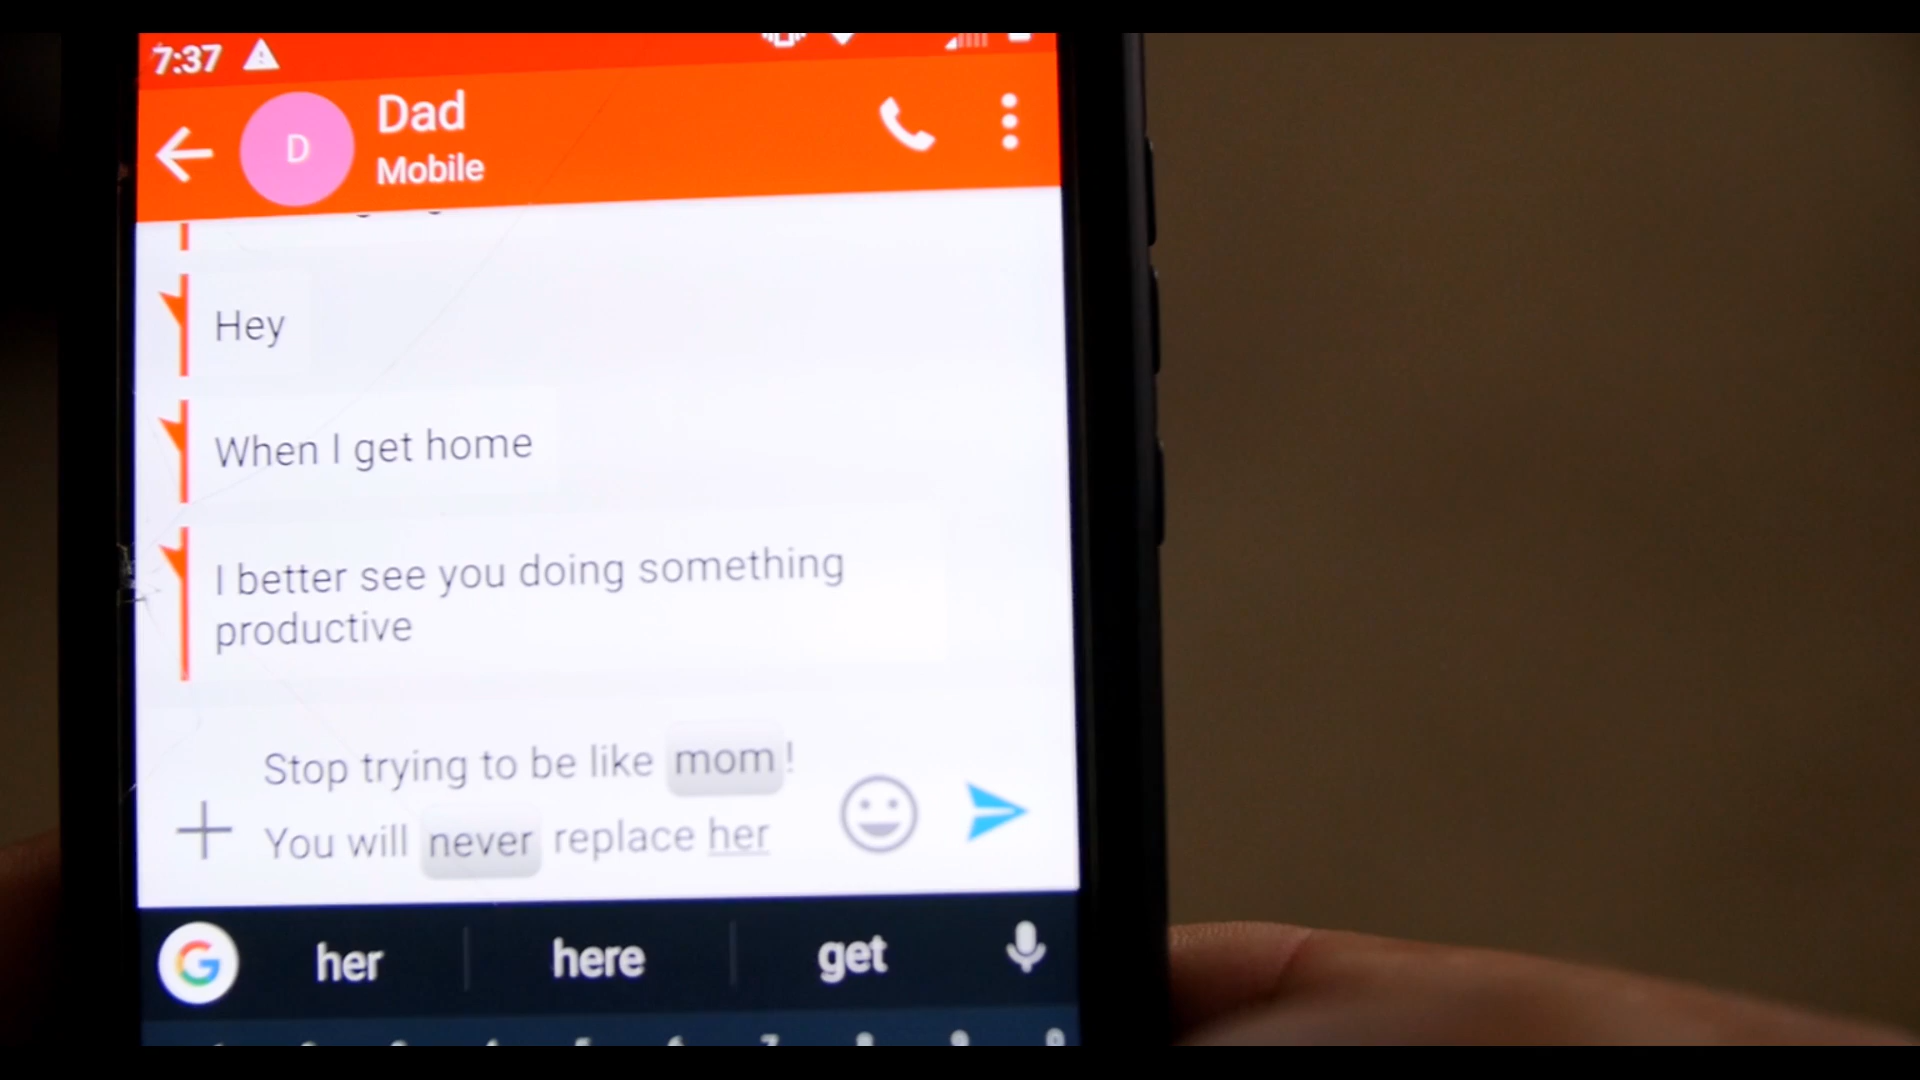 7:37
Dad
D
Mobile
Hey
When I get home
I better see you doing something
productive
Stop trying to be like mom!
You will never replace her
G
her
here
get